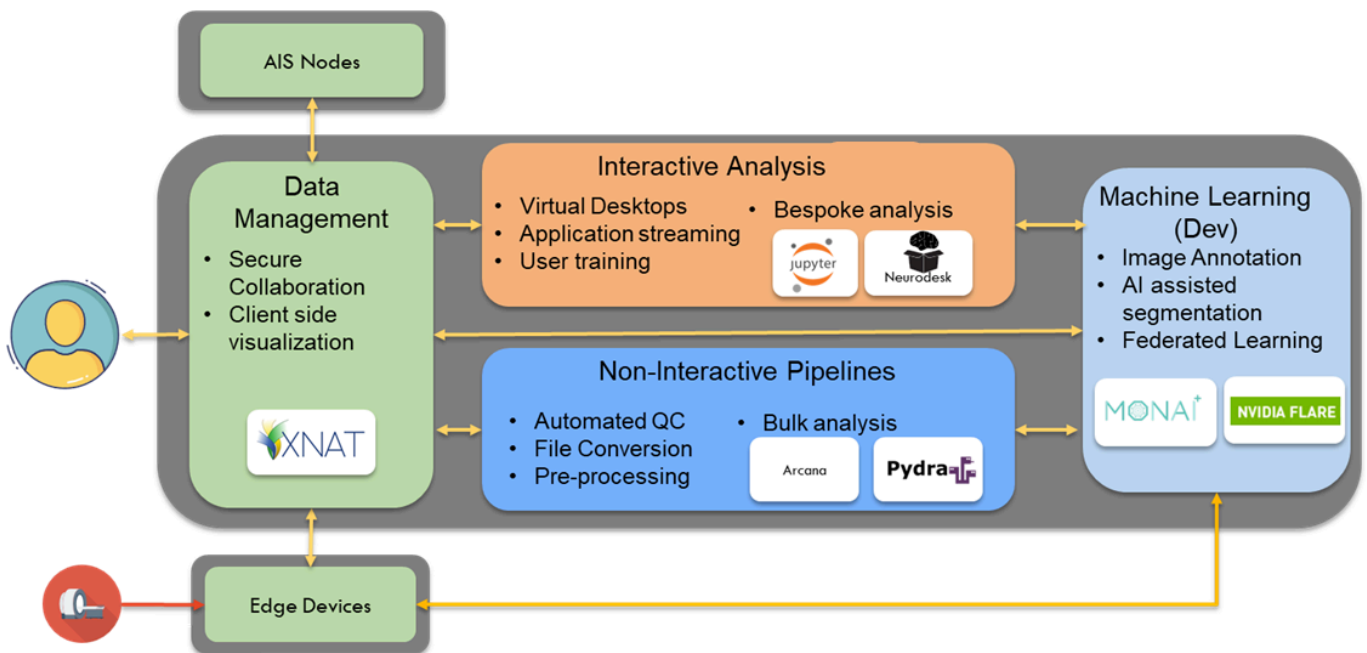 AIS Nodes
Data
Management
• Secure
Collaboration
• Client side
visualization
XNAT
Interactive Analysis
• Virtual Desktops
• Application streaming
• User training
• Bespoke analysis
jupyter
Neurodesk
Non-Interactive Pipelines
• Automated QC
• File Conversion
• Pre-processing
• Bulk analysis
Arcana
Pydra
Machine Learning
(Dev)
• Image Annotation
• AI assisted
segmentation
• Federated Learning
MONAI
NVIDIA FLARE
Edge Devices